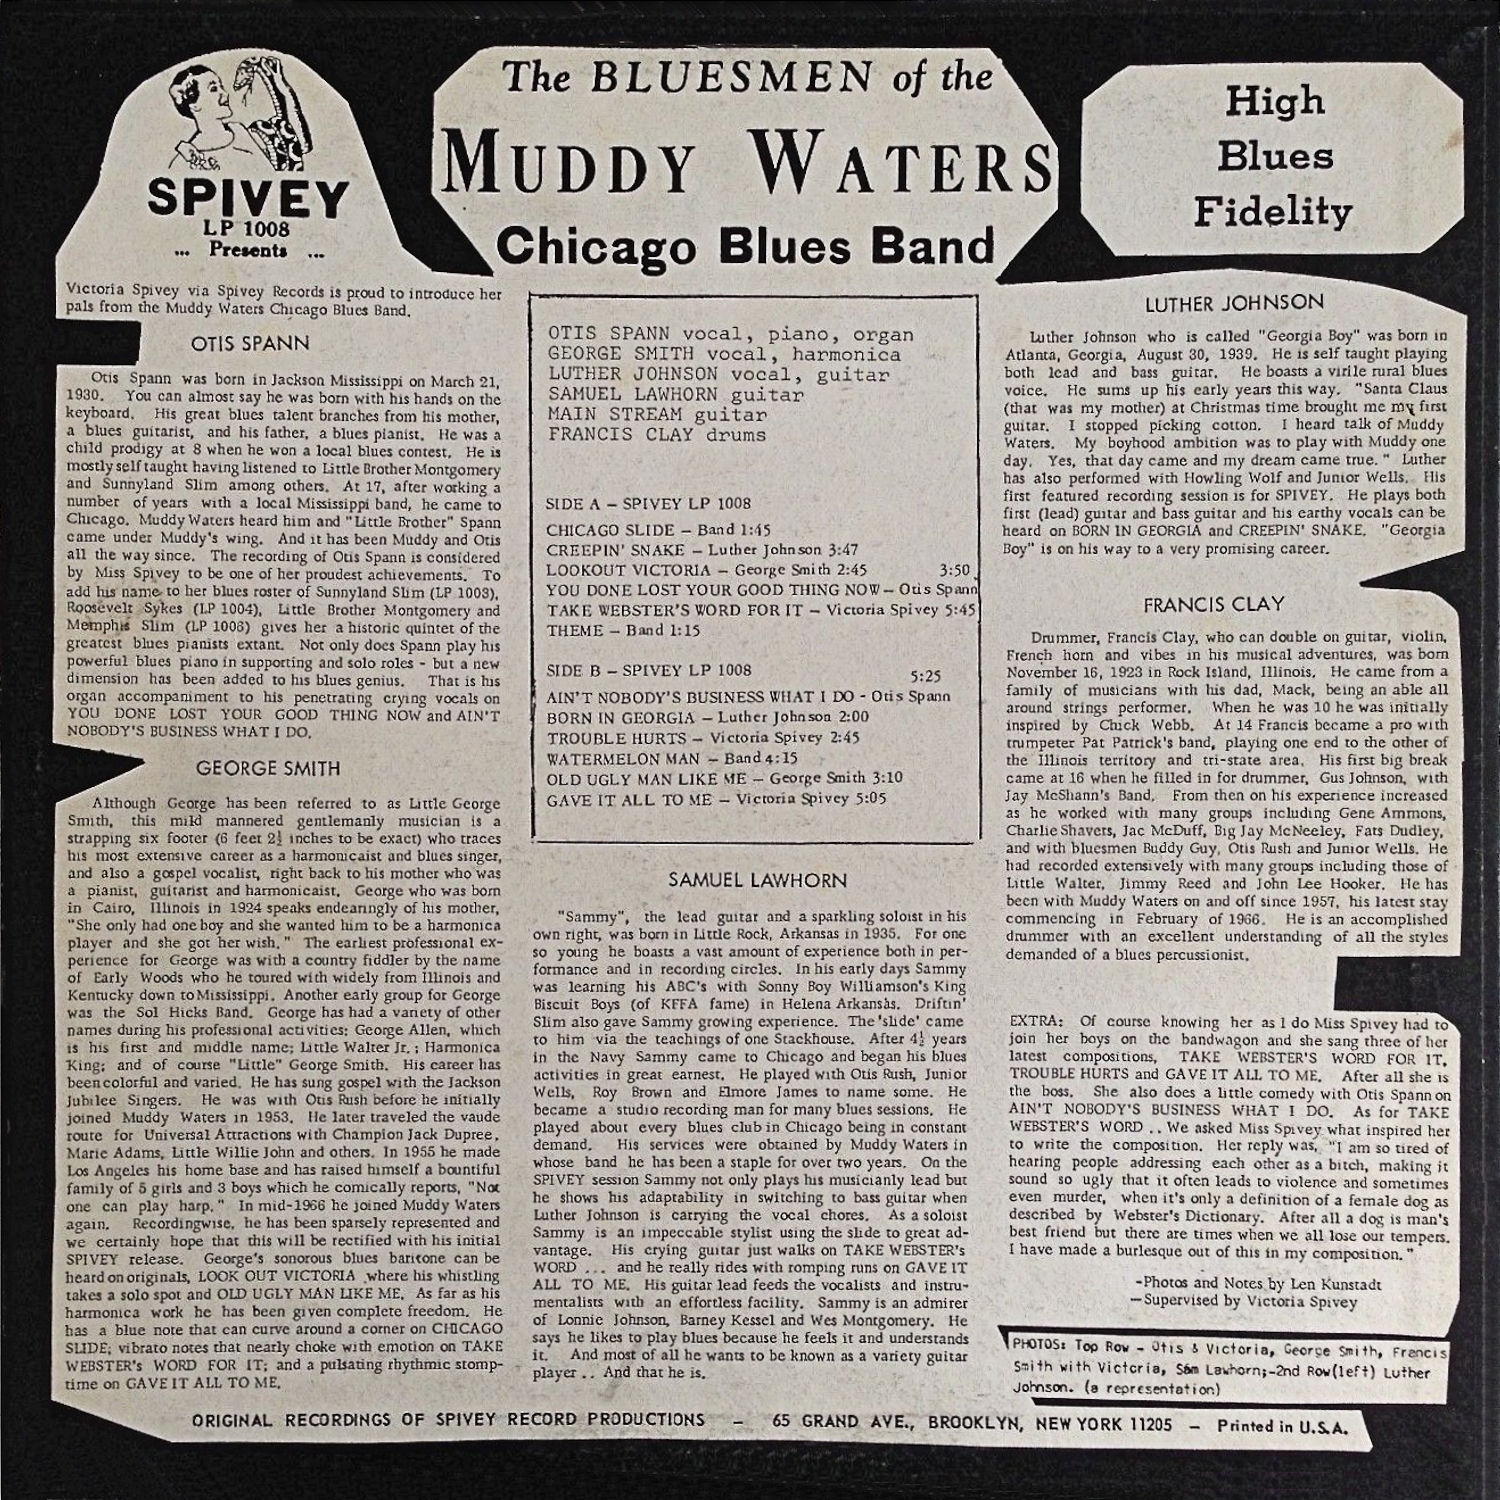 SPIVEY
LP 1008
... Presents ...
The BLUESMEN of the
MUDDY WATERS
Chicago Blues Band
High
Blues
Fidelity
Victoria Spivey via Spivey Records is proud to introduce her
pals from the Muddy Waters Chicago Blues Band.
OTIS SPANN
Otis Spann was born in Jackson Mississippi on March 21,
1930. You can almost say he was born with his hands on the
keyboard. His great blues talent branches from his mother,
a blues guitarist, and his father, a blues pianist. He was a
child prodigy at 8 when he won a local blues contest. He is
mostly self taught having listened to Little Brother Montgomery
and Sunnyland Slim among others. At 17, after working a
number of years with a local Mississippi band, he came to
Chicago. Muddy Waters heard him and "Little Brother" Spann
came under Muddy's wing. And it has been Muddy and Otis
all the way since. The recording of Otis Spann is considered
by Miss Spivey to be one of her proudest achievements. To
add his name to her blues roster of Sunnyland Slim (LP 1003),
Roosevelt Sykes (LP 1004), Little Brother Montgomery and
Memphis Slim (LP 1006) gives her a historic quintet of the
greatest blues pianists extant. Not only does Spann play his
powerful blues piano in supporting and solo roles - but a new
dimension has been added to his blues genius. That is his
organ accompaniment to his penetrating crying vocals on
YOU DONE LOST YOUR GOOD THING NOW and AIN'T
NOBODY'S BUSINESS WHAT I DO.
GEORGE SMITH
Although George has been referred to as Little George
Smith, this mild mannered gentlemanly musician is a
strapping six footer (6 feet 2½ inches to be exact) who traces
his most extensive career as a harmonicaist and blues singer,
and also a gospel vocalist, right back to his mother who was
a pianist, guitarist and harmonicaist. George who was born
in Cairo, Illinois in 1924 speaks endearingly of his mother,
"She only had one boy and she wanted him to be a harmonica
player and she got her wish." The earliest professional ex-
perience for George was with a country fiddler by the name
of Early Woods who he toured with widely from Illinois and
Kentucky down to Mississippi. Another early group for George
was the Sol Hicks Band. George has had a variety of other
names during his professional activities: George Allen, which
is his first and middle name; Little Walter Jr.; Harmonica
King; and of course "Little" George Smith. His career has
been colorful and varied. He has sung gospel with the Jackson
Jubilee Singers. He was with Otis Rush before he initially
joined Muddy Waters in 1953. He later traveled the vaude
route for Universal Attractions with Champion Jack Dupree,
Marie Adams, Little Willie John and others. In 1955 he made
Los Angeles his home base and has raised himself a bountiful
family of 5 girls and 3 boys which he comically reports, "Not
one can play harp." In mid-1966 he joined Muddy Waters
again. Recordingwise, he has been sparsely represented and
we certainly hope that this will be rectified with his initial
SPIVEY release. George's sonorous blues baritone can be
heard on originals, LOOK OUT VICTORIA where his whistling
takes a solo spot and OLD UGLY MAN LIKE ME. As far as his
harmonica work he has been given complete freedom. He
has a blue note that can curve around a corner on CHICAGO
SLIDE; vibrato notes that nearly choke with emotion on TAKE
WEBSTER's WORD FOR IT; and a pulsating rhythmic stomp-
time on GAVE IT ALL TO ME.
OTIS SPANN vocal, piano, organ
GEORGE SMITH vocal, harmonica
LUTHER JOHNSON vocal, guitar
SAMUEL LAWHORN guitar
MAIN STREAM guitar
FRANCIS CLAY drums
SIDE A – SPIVEY LP 1008
CHICAGO SLIDE – Band 1:45
CREEPIN' SNAKE – Luther Johnson 3:47
LOOKOUT VICTORIA – George Smith 2:45
3:50
YOU DONE LOST YOUR GOOD THING NOW – Otis Spann
TAKE WEBSTER'S WORD FOR IT – Victoria Spivey 5:45
THEME – Band 1:15
SIDE B – SPIVEY LP 1008
5:25
AIN'T NOBODY'S BUSINESS WHAT I DO - Otis Spann
BORN IN GEORGIA – Luther Johnson 2:00
TROUBLE HURTS – Victoria Spivey 2:45
WATERMELON MAN – Band 4:15
OLD UGLY MAN LIKE ME – George Smith 3:10
GAVE IT ALL TO ME – Victoria Spivey 5:05
SAMUEL LAWHORN
"Sammy", the lead guitar and a sparkling soloist in his
own right, was born in Little Rock, Arkansas in 1935. For one
so young he boasts a vast amount of experience both in per-
formance and in recording circles. In his early days Sammy
was learning his ABC's with Sonny Boy Williamson's King
Biscuit Boys (of KFFA fame) in Helena Arkansas. Driftin'
Slim also gave Sammy growing experience. The 'slide' came
to him via the teachings of one Stackhouse. After 4½ years
in the Navy Sammy came to Chicago and began his blues
activities in great earnest. He played with Otis Rush, Junior
Wells, Roy Brown and Elmore James to name some. He
became a studio recording man for many blues sessions. He
played about every blues club in Chicago being in constant
demand. His services were obtained by Muddy Waters in
whose band he has been a staple for over two years. On the
SPIVEY session Sammy not only plays his musicianly lead but
he shows his adaptability in switching to bass guitar when
Luther Johnson is carrying the vocal chores. As a soloist
Sammy is an impeccable stylist using the slide to great ad-
vantage. His crying guitar just walks on TAKE WEBSTER's
WORD ... and he really rides with romping runs on GAVE IT
ALL TO ME. His guitar lead feeds the vocalists and instru-
mentalists with an effortless facility. Sammy is an admirer
of Lonnie Johnson, Barney Kessel and Wes Montgomery. He
says he likes to play blues because he feels it and understands
it. And most of all he wants to be known as a variety guitar
player .. And that he is.
LUTHER JOHNSON
Luther Johnson who is called "Georgia Boy" was born in
Atlanta, Georgia, August 30, 1939. He is self taught playing
both lead and bass guitar. He boasts a virile rural blues
voice. He sums up his early years this way. "Santa Claus
(that was my mother) at Christmas time brought me my first
guitar. I stopped picking cotton. I heard talk of Muddy
Waters. My boyhood ambition was to play with Muddy one
day. Yes, that day came and my dream came true." Luther
has also performed with Howling Wolf and Junior Wells. His
first featured recording session is for SPIVEY. He plays both
first (lead) guitar and bass guitar and his earthy vocals can be
heard on BORN IN GEORGIA and CREEPIN' SNAKE. "Georgia
Boy" is on his way to a very promising career.
FRANCIS CLAY
Drummer, Francis Clay, who can double on guitar, violin,
French horn and vibes in his musical adventures, was born
November 16, 1923 in Rock Island, Illinois. He came from a
family of musicians with his dad, Mack, being an able all
around strings performer. When he was 10 he was initially
inspired by Chick Webb. At 14 Francis became a pro with
trumpeter Pat Patrick's band, playing one end to the other of
the Illinois territory and tri-state area. His first big break
came at 16 when he filled in for drummer, Gus Johnson, with
Jay McShann's Band. From then on his experience increased
as he worked with many groups including Gene Ammons,
Charlie Shavers, Jac McDuff, Big Jay McNeeley, Fats Dudley,
and with bluesmen Buddy Guy, Otis Rush and Junior Wells. He
had recorded extensively with many groups including those of
Little Walter, Jimmy Reed and John Lee Hooker. He has
been with Muddy Waters on and off since 1957, his latest stay
commencing in February of 1966. He is an accomplished
drummer with an excellent understanding of all the styles
demanded of a blues percussionist.
EXTRA: Of course knowing her as I do Miss Spivey had to
join her boys on the bandwagon and she sang three of her
latest compositions, TAKE WEBSTER'S WORD FOR IT,
TROUBLE HURTS and GAVE IT ALL TO ME. After all she is
the boss. She also does a little comedy with Otis Spann on
AIN'T NOBODY'S BUSINESS WHAT I DO. As for TAKE
WEBSTER'S WORD .. We asked Miss Spivey what inspired her
to write the composition. Her reply was, "I am so tired of
hearing people addressing each other as a bitch, making it
sound so ugly that it often leads to violence and sometimes
even murder, when it's only a definition of a female dog as
described by Webster's Dictionary. After all a dog is man's
best friend but there are times when we all lose our tempers.
I have made a burlesque out of this in my composition."
-Photos and Notes by Len Kunstadt
—Supervised by Victoria Spivey
PHOTOS: Top Row - Otis & Victoria, George Smith, Francis
Smith with Victoria, Sam Lawhorn;-2nd Row(left) Luther
Johnson. (a representation)
ORIGINAL RECORDINGS OF SPIVEY RECORD PRODUCTIONS – 65 GRAND AVE., BROOKLYN, NEW YORK 11205 – Printed in U.S.A.